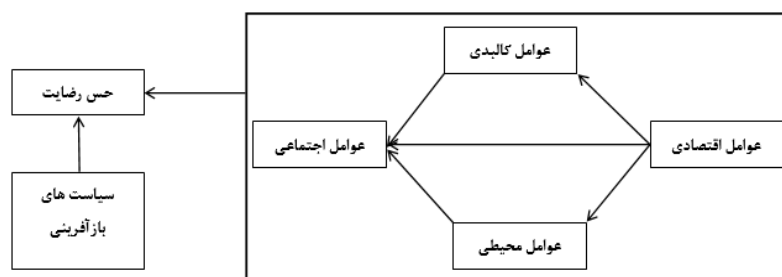 عوامل کالبدی
حس رضایت
عوامل اقتصادی
عوامل اجتماعی
سیاست های
بازآفرینی
عوامل محیطی